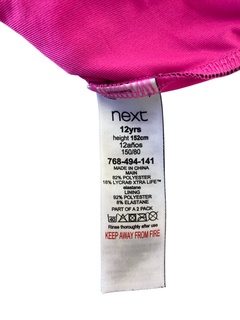 next
12yrs
height 152cm
12años
150/80
768-494-141
MADE IN CHINA
MAIN
82% POLYESTER
18% LYCRA® XTRA LIFE™
elastane
LINING
92% POLYESTER
8% ELASTANE
PART OF A 2 PACK
Rinse thoroughly after use
KEEP AWAY FROM FIRE